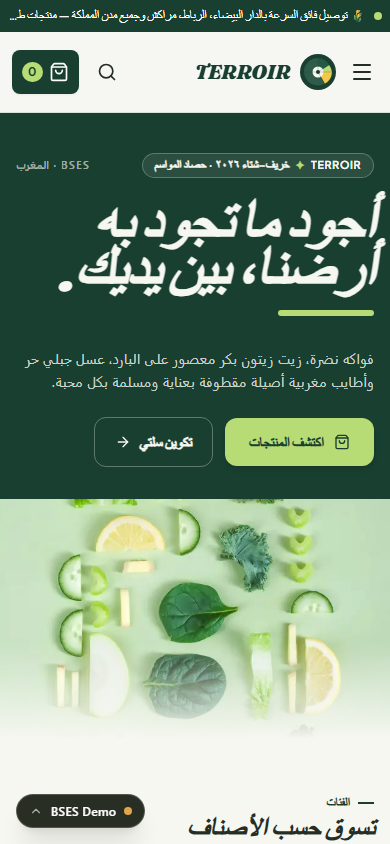 توصيل فائق السرعة بالدار البيضاء، الرباط، مراكش وجميع مدن المملكة — منتجات طـ...
0
TERROIR
TERROIR ✦ خريف–شتاء ٢٠٢٦ · حصاد المواسم
BSES · المغرب
أجود ما تجود به
أرضنا، بين يديك.
فواكه نضرة، زيت زيتون بكر معصور على البارد، عسل جبلي حر
وأطايب مغربية أصيلة مقطوفة بعناية ومسلمة بكل محبة.
اكتشف المنتجات
تكوين سلتي
الفئات
تسوق حسب الأصناف
BSES Demo